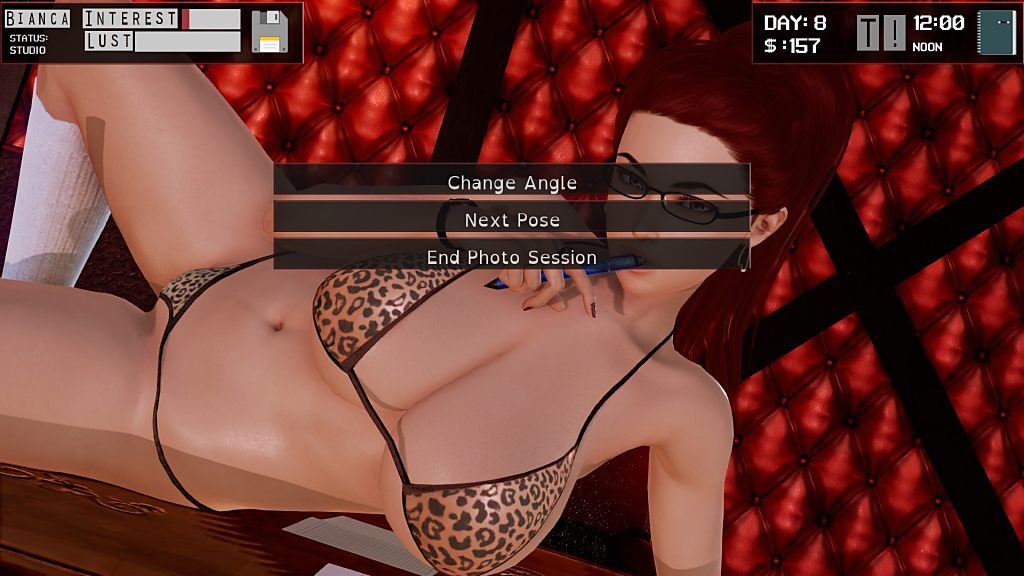 BIANCA INTEREST
STATUS:
STUDIO
LUST
DAY: 8
$ :157
T ! 12:00
NOON
Change Angle
Next Pose
End Photo Session